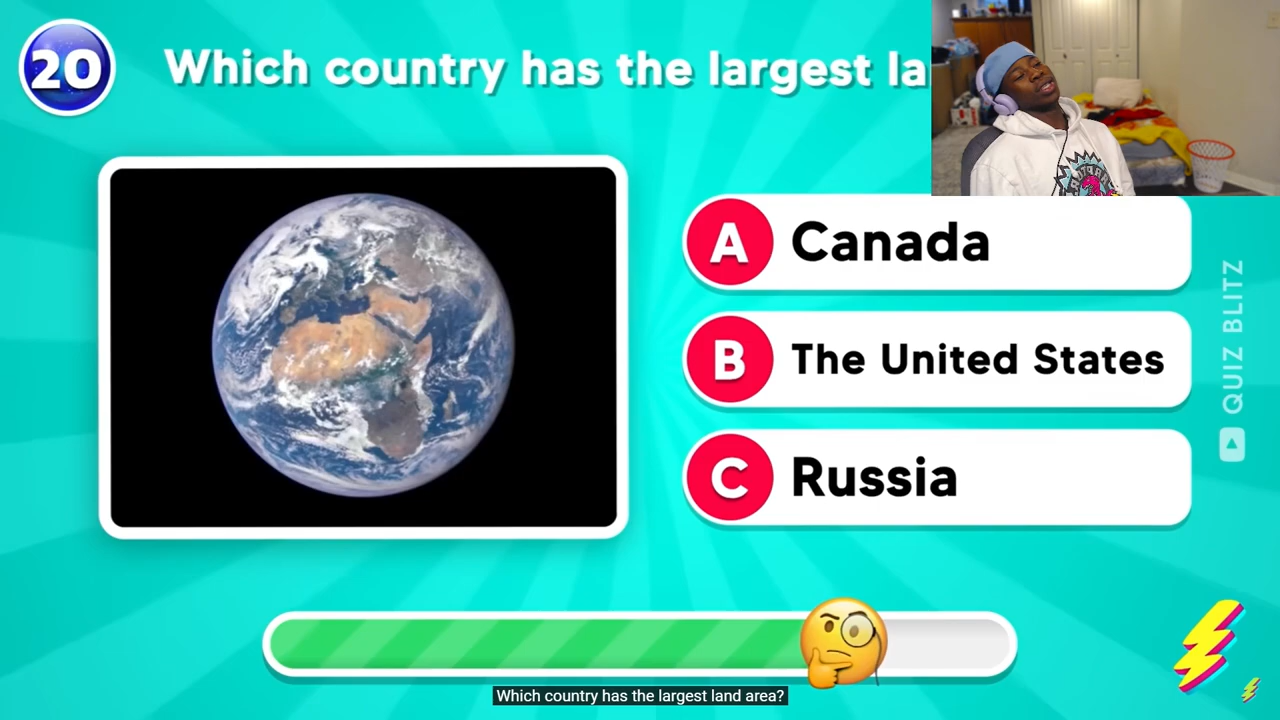 20
Which country has the largest la
A Canada
B The United States
C Russia
QUIZ BLITZ
Which country has the largest land area?